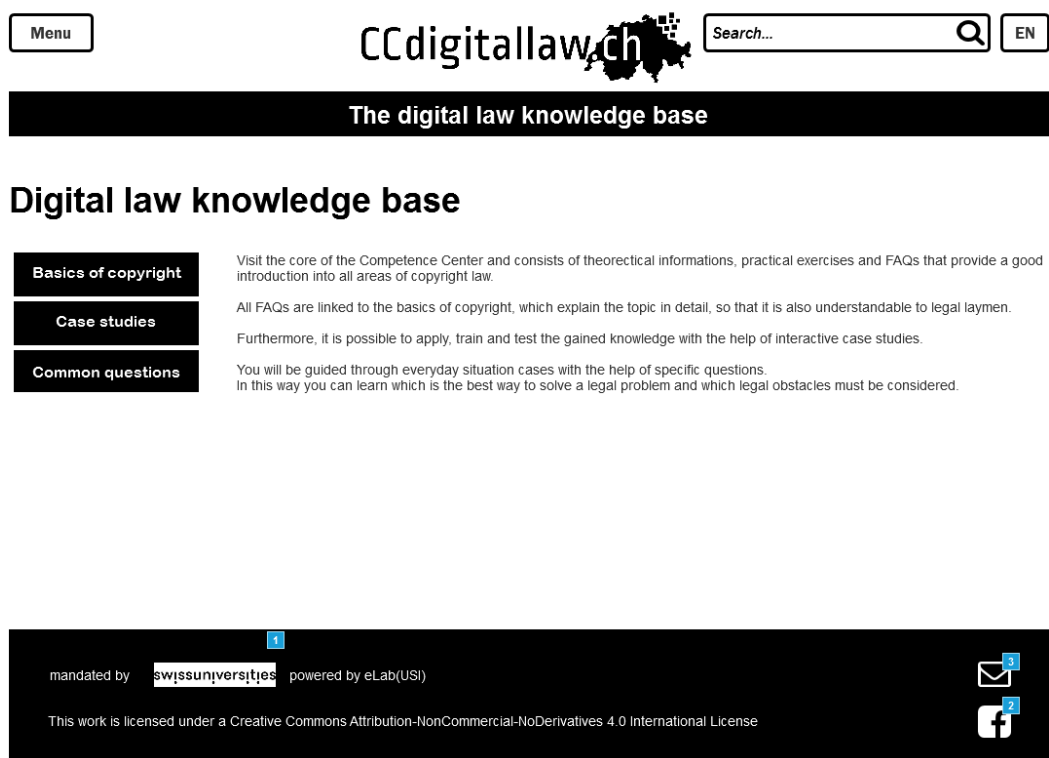 Menu
CCdigitallaw.ch
Search...
EN
The digital law knowledge base
Digital law knowledge base
Basics of copyright
Case studies
Common questions
Visit the core of the Competence Center and consists of theorectical informations, practical exercises and FAQs that provide a good
introduction into all areas of copyright law.
All FAQs are linked to the basics of copyright, which explain the topic in detail, so that it is also understandable to legal laymen.
Furthermore, it is possible to apply, train and test the gained knowledge with the help of interactive case studies.
You will be guided through everyday situation cases with the help of specific questions.
In this way you can learn which is the best way to solve a legal problem and which legal obstacles must be considered.
1
mandated by swissuniversities powered by eLab(USI)
3
This work is licensed under a Creative Commons Attribution-NonCommercial-NoDerivatives 4.0 International License
2